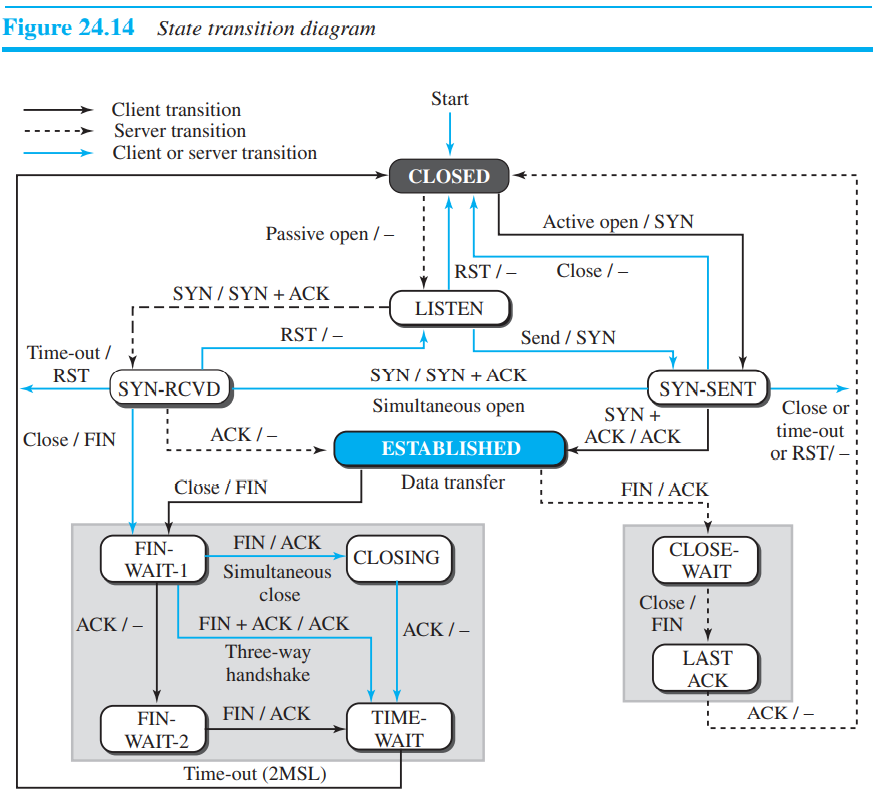 Figure 24.14 State transition diagram
Client transition
Server transition
Client or server transition
Start
CLOSED
Active open / SYN
Passive open / –
RST / –
Close / –
SYN / SYN + ACK
LISTEN
RST / –
Send / SYN
Time-out /
RST
SYN-RCVD
SYN / SYN + ACK
Simultaneous open
SYN-SENT
Close or
time-out
or RST/ –
SYN +
ACK / ACK
Close / FIN
ACK / –
ESTABLISHED
Data transfer
Close / FIN
FIN / ACK
FIN-
WAIT-1
FIN / ACK
Simultaneous
close
CLOSING
CLOSE-
WAIT
ACK / –
FIN + ACK / ACK
Three-way
handshake
ACK / –
Close /
FIN
LAST
ACK
FIN-
WAIT-2
FIN / ACK
TIME-
WAIT
ACK / –
Time-out (2MSL)